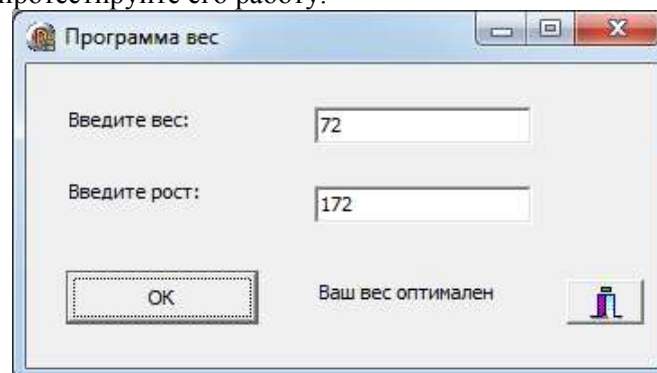 протестируйте его работу.
Программа вес
Введите вес:
72
Введите рост:
172
OK
Ваш вес оптимален